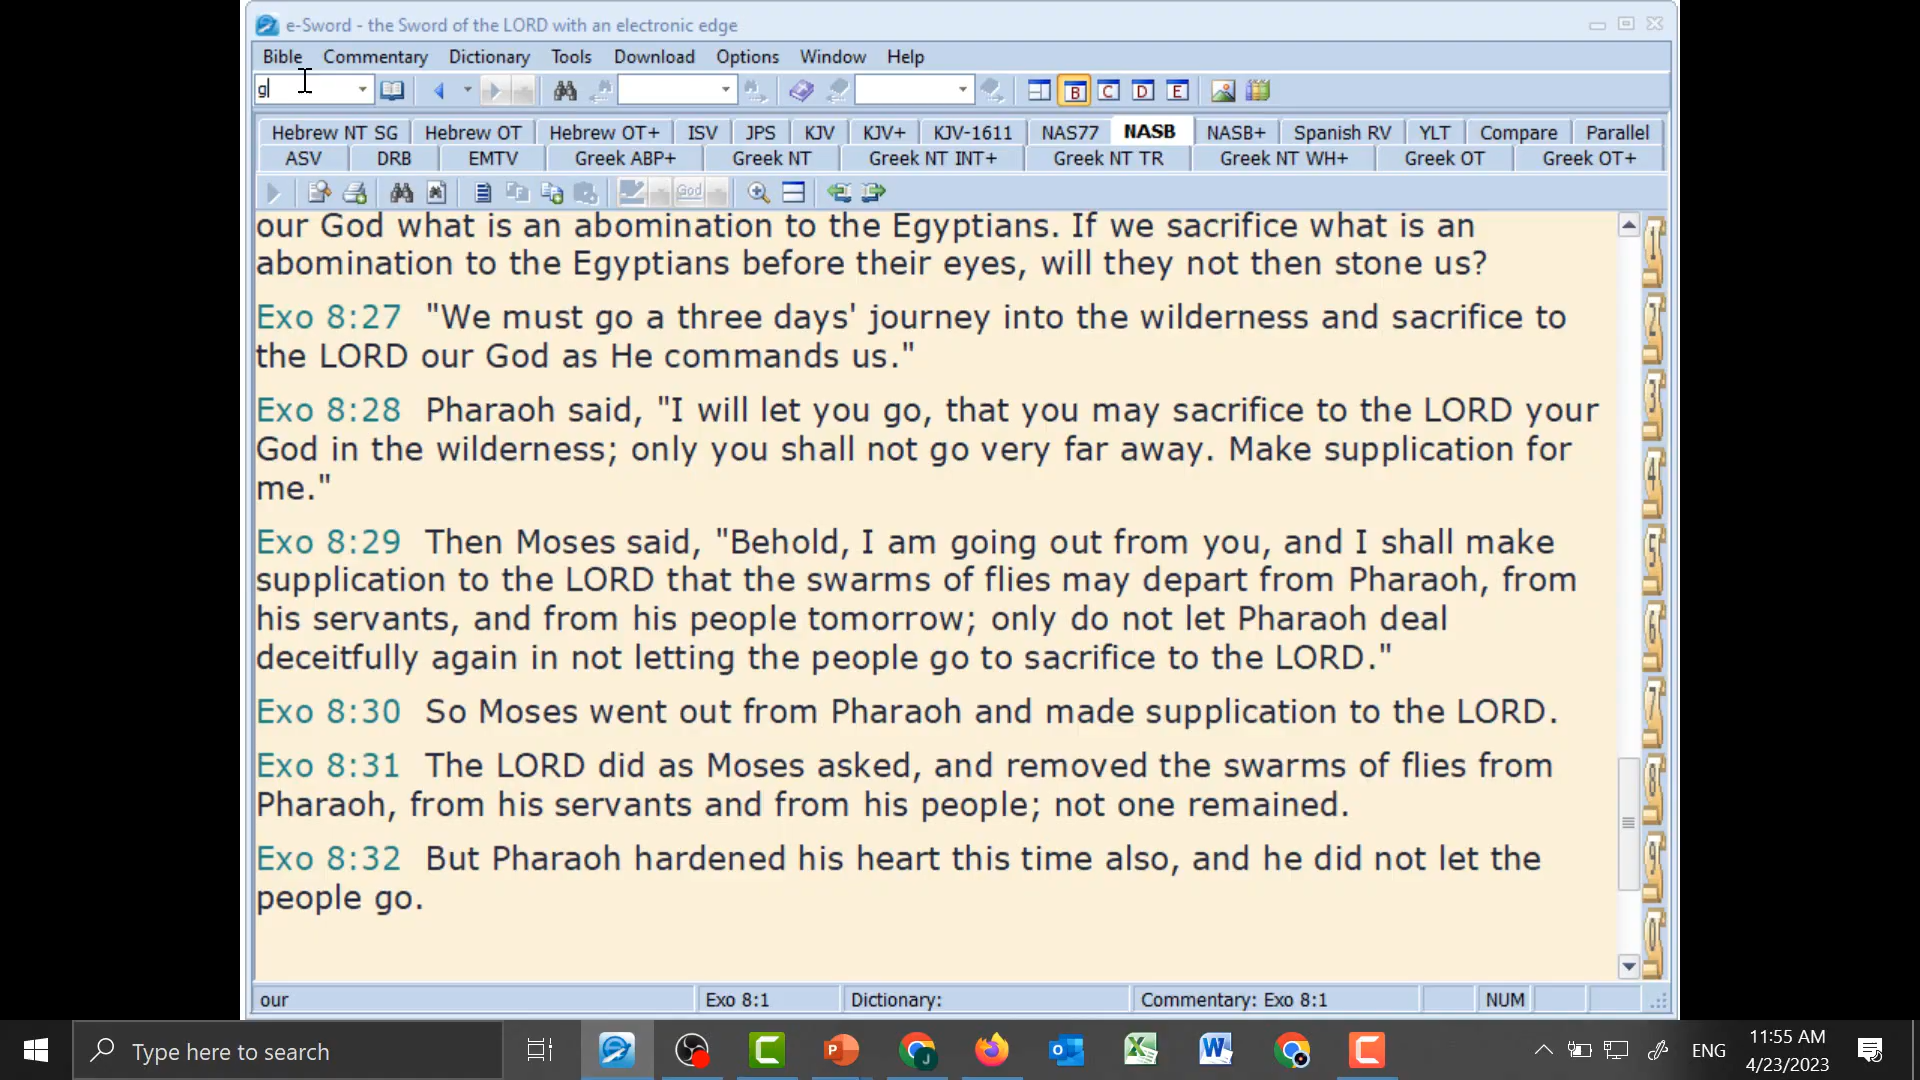 e-Sword - the Sword of the LORD with an electronic edge
Bible Commentary Dictionary Tools Download Options Window Help
g
B C D E
Hebrew NT SG Hebrew OT Hebrew OT+ ISV JPS KJV KJV+ KJV-1611 NAS77 NASB NASB+ Spanish RV YLT Compare Parallel
ASV DRB EMTV Greek ABP+ Greek NT Greek NT INT+ Greek NT TR Greek NT WH+ Greek OT Greek OT+
God
our God what is an abomination to the Egyptians. If we sacrifice what is an
abomination to the Egyptians before their eyes, will they not then stone us?
Exo 8:27 "We must go a three days' journey into the wilderness and sacrifice to
the LORD our God as He commands us."
Exo 8:28 Pharaoh said, "I will let you go, that you may sacrifice to the LORD your
God in the wilderness; only you shall not go very far away. Make supplication for
me."
Exo 8:29 Then Moses said, "Behold, I am going out from you, and I shall make
supplication to the LORD that the swarms of flies may depart from Pharaoh, from
his servants, and from his people tomorrow; only do not let Pharaoh deal
deceitfully again in not letting the people go to sacrifice to the LORD."
Exo 8:30 So Moses went out from Pharaoh and made supplication to the LORD.
Exo 8:31 The LORD did as Moses asked, and removed the swarms of flies from
Pharaoh, from his servants and from his people; not one remained.
Exo 8:32 But Pharaoh hardened his heart this time also, and he did not let the
people go.
1
2
3
4
5
6
7
8
9
0
our Exo 8:1 Dictionary: Commentary: Exo 8:1 NUM
Type here to search
ENG
11:55 AM
4/23/2023